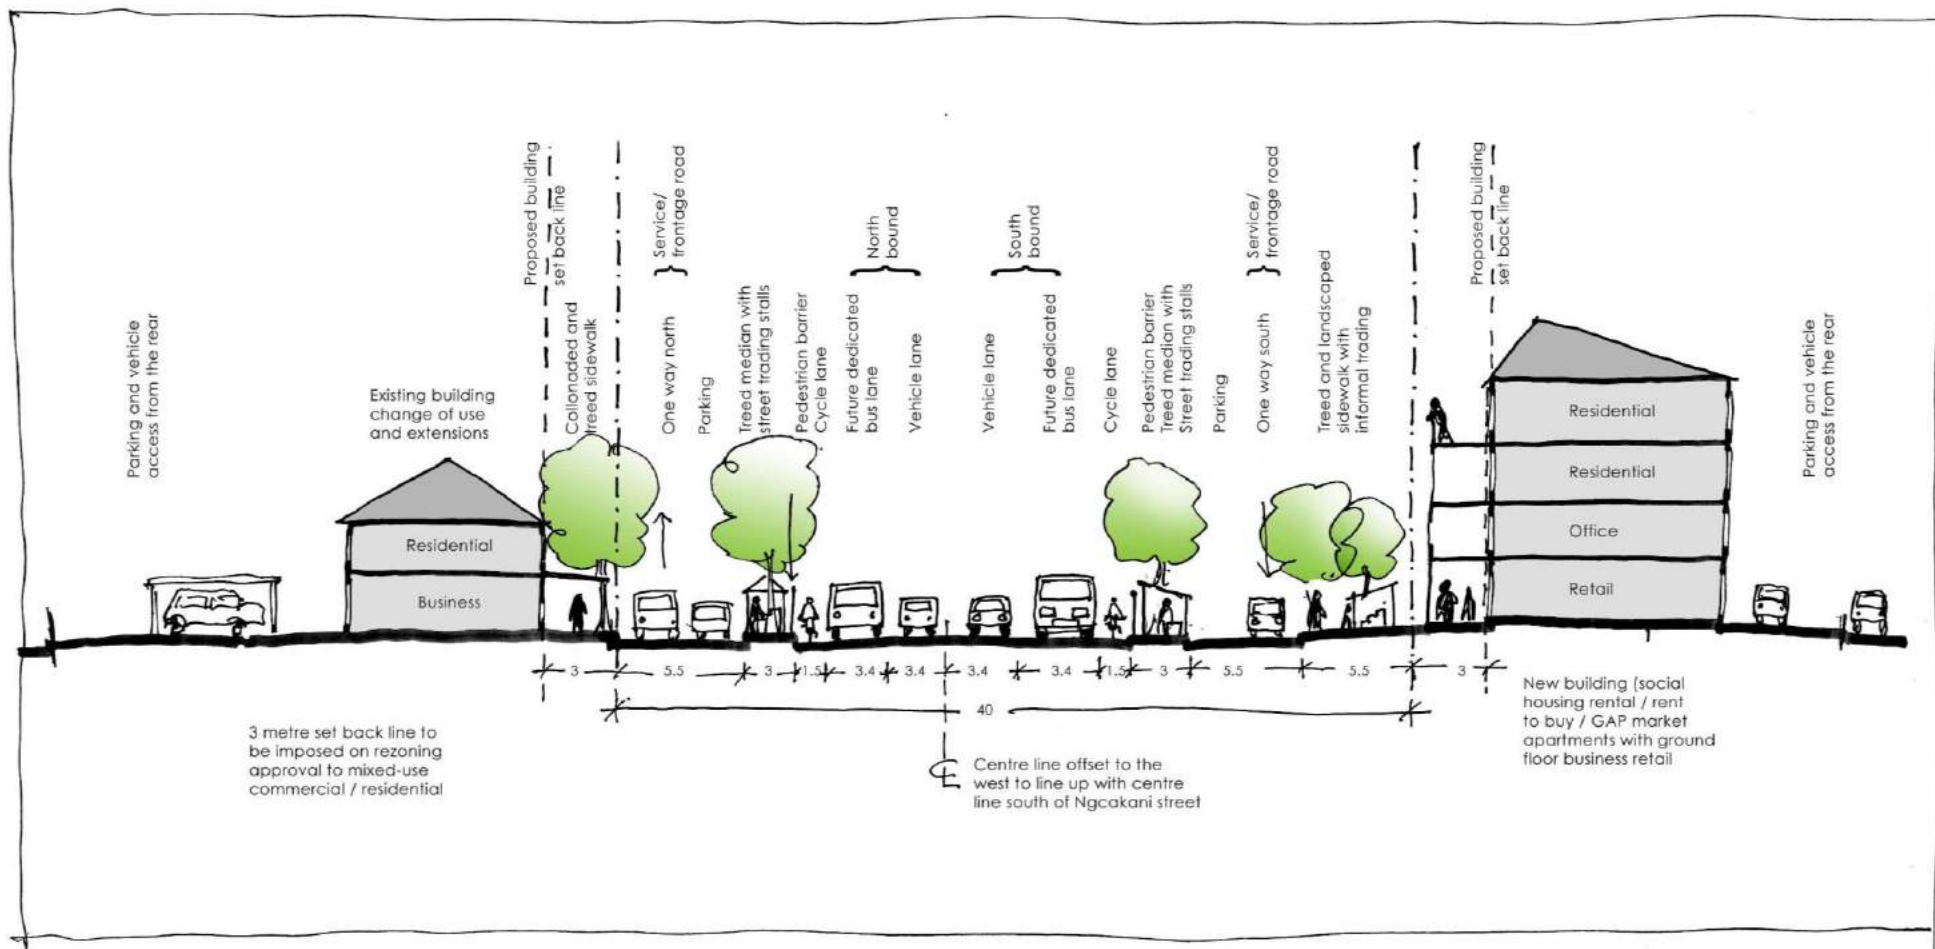 Parking and vehicle
access from the rear
Existing building
change of use
and extensions
Proposed building
set back line
Collonaded and
treed sidewalk
Service/
frontage road
One way north
Parking
Treed median with
street trading stalls
Pedestrian barrier
Cycle lane
North
bound
Future dedicated
bus lane
Vehicle lane
South
bound
Vehicle lane
Future dedicated
bus lane
Cycle lane
Pedestrian barrier
Treed median with
Street trading stalls
Parking
Service/
frontage road
One way south
Treed and landscaped
sidewalk with
informal trading
Proposed building
set back line
Parking and vehicle
access from the rear
Residential
Business
Residential
Residential
Office
Retail
3
5.5
3
1.5
3.4
3.4
3.4
3.4
1.5
3
5.5
5.5
3
40
3 metre set back line to
be imposed on rezoning
approval to mixed-use
commercial / residential
CL
Centre line offset to the
west to line up with centre
line south of Ngcakani street
New building (social
housing rental / rent
to buy / GAP market
apartments with ground
floor business retail